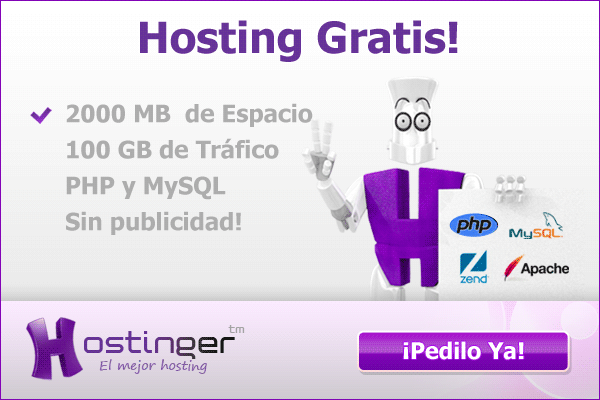 Hosting Gratis!
2000 MB de Espacio
100 GB de Tráfico
PHP y MySQL
Sin publicidad!
php
MySQL
zend
Apache
Hostinger tm
El mejor hosting
¡Pedilo Ya!